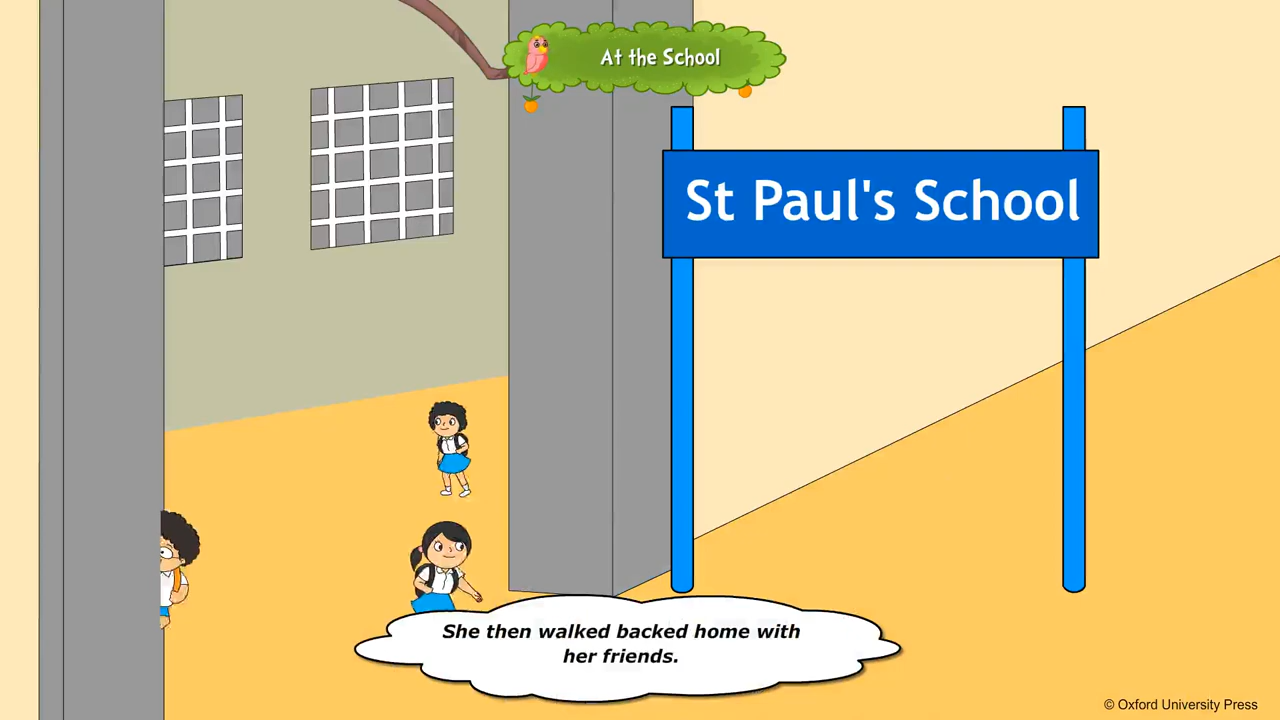 At the School
St Paul's School
She then walked backed home with
her friends.
© Oxford University Press